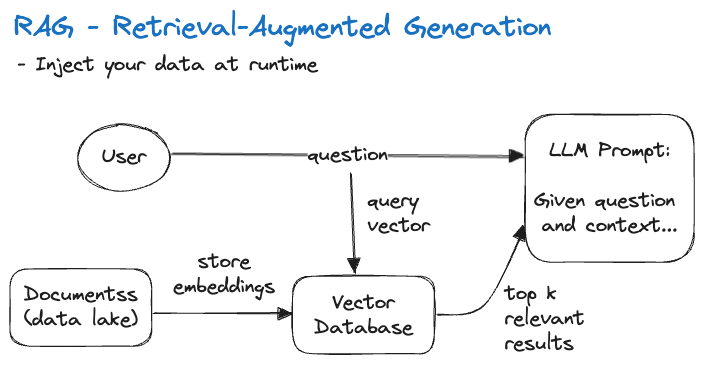 RAG - Retrieval-Augmented Generation
- Inject your data at runtime
User
question
LLM Prompt:
Given question
and context...
query
vector
store
embeddings
Documentss
(data lake)
Vector
Database
top k
relevant
results